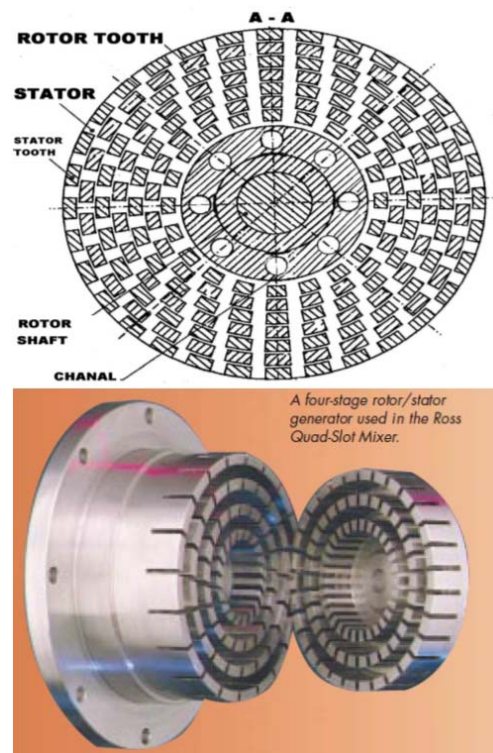 A - A
ROTOR TOOTH
STATOR
STATOR
TOOTH
ROTOR
SHAFT
CHANAL
A four-stage rotor/stator
generator used in the Ross
Quad-Slot Mixer.